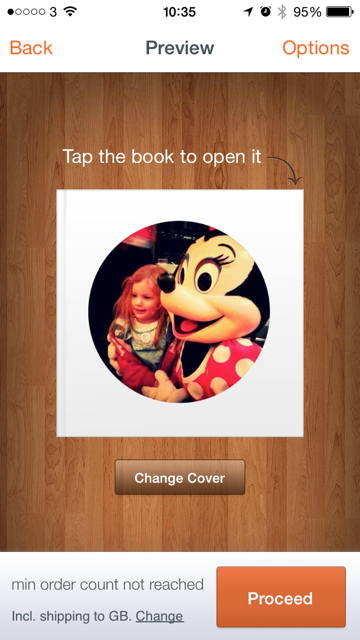 3 10:35 95%
Back Preview Options
Tap the book to open it
Change Cover
min order count not reached
Incl. shipping to GB. Change
Proceed